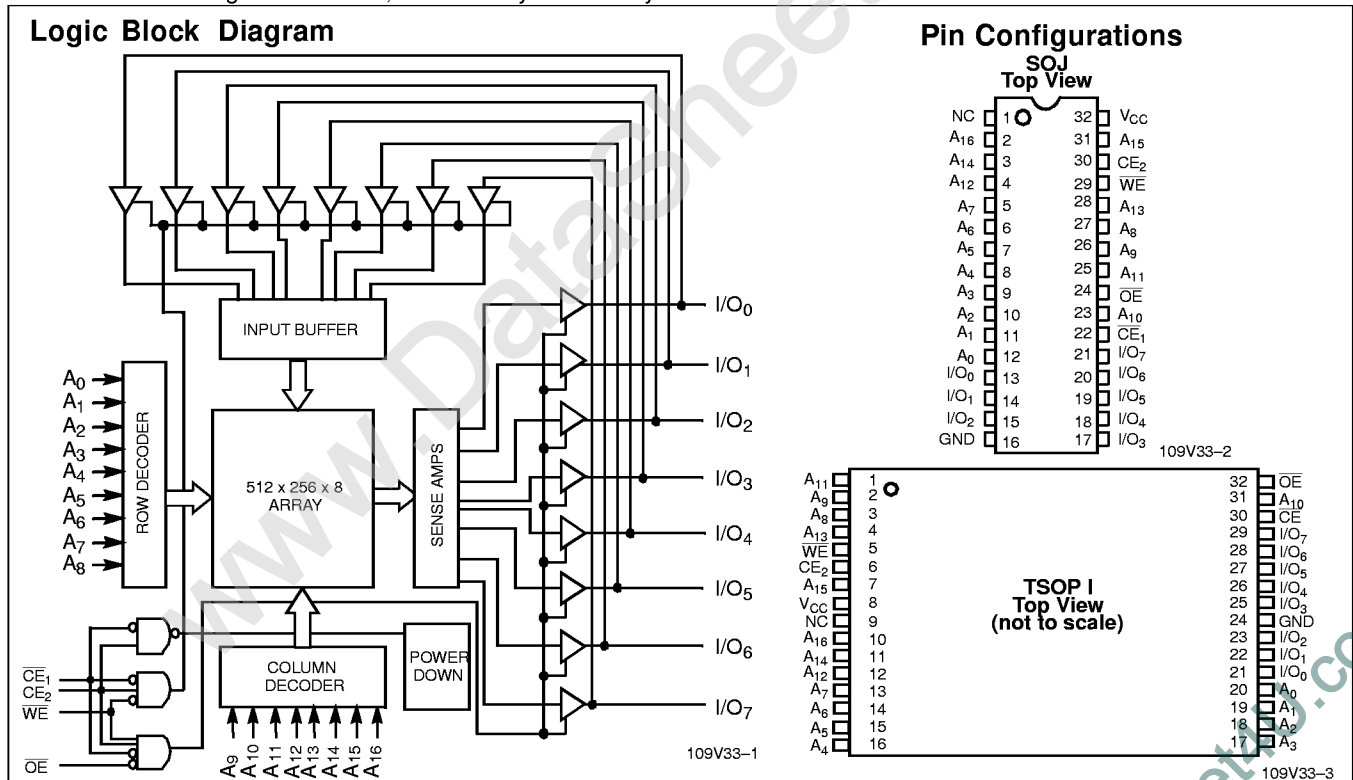 Logic Block Diagram
INPUT BUFFER
A0
A1
A2
A3
A4
A5
A6
A7
A8
ROW DECODER
512 x 256 x 8
ARRAY
SENSE AMPS
COLUMN
DECODER
POWER
DOWN
CE1
CE2
WE
OE
A9
A10
A11
A12
A13
A14
A15
A16
I/O0
I/O1
I/O2
I/O3
I/O4
I/O5
I/O6
I/O7
109V33–1
Pin Configurations
SOJ
Top View
NC 1 32 VCC
A16 2 31 A15
A14 3 30 CE2
A12 4 29 WE
A7 5 28 A13
A6 6 27 A8
A5 7 26 A9
A4 8 25 A11
A3 9 24 OE
A2 10 23 A10
A1 11 22 CE1
A0 12 21 I/O7
I/O0 13 20 I/O6
I/O1 14 19 I/O5
I/O2 15 18 I/O4
GND 16 17 I/O3
109V33–2
TSOP I
Top View
(not to scale)
A11 1 32 OE
A9 2 31 A10
A8 3 30 CE
A13 4 29 I/O7
WE 5 28 I/O6
CE2 6 27 I/O5
A15 7 26 I/O4
VCC 8 25 I/O3
NC 9 24 GND
A16 10 23 I/O2
A14 11 22 I/O1
A12 12 21 I/O0
A7 13 20 A0
A6 14 19 A1
A5 15 18 A2
A4 16 17 A3
109V33–3